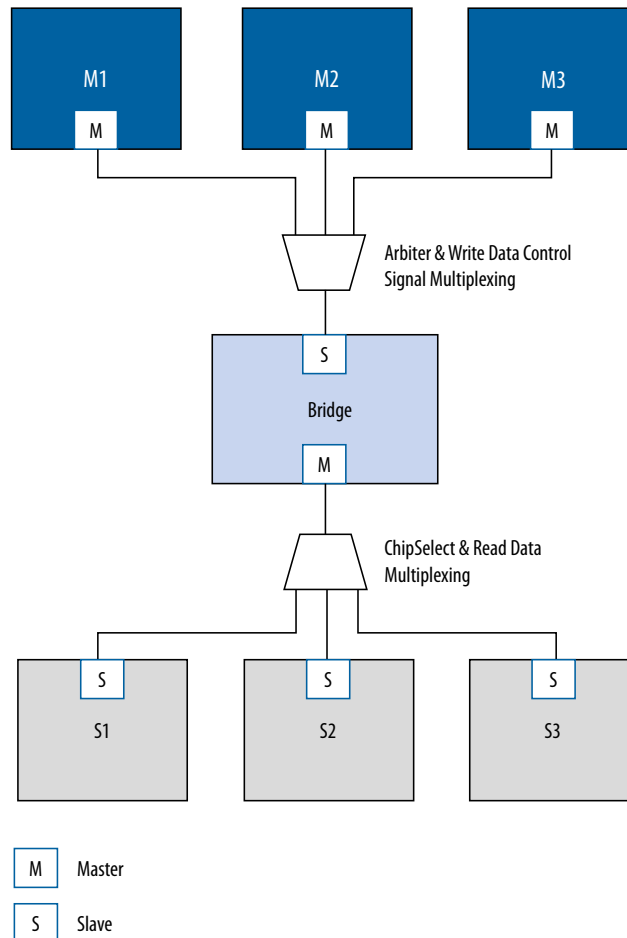 M1
M2
M3
M
M
M
Arbiter & Write Data Control
Signal Multiplexing
S
Bridge
M
ChipSelect & Read Data
Multiplexing
S
S
S
S1
S2
S3
M
Master
S
Slave